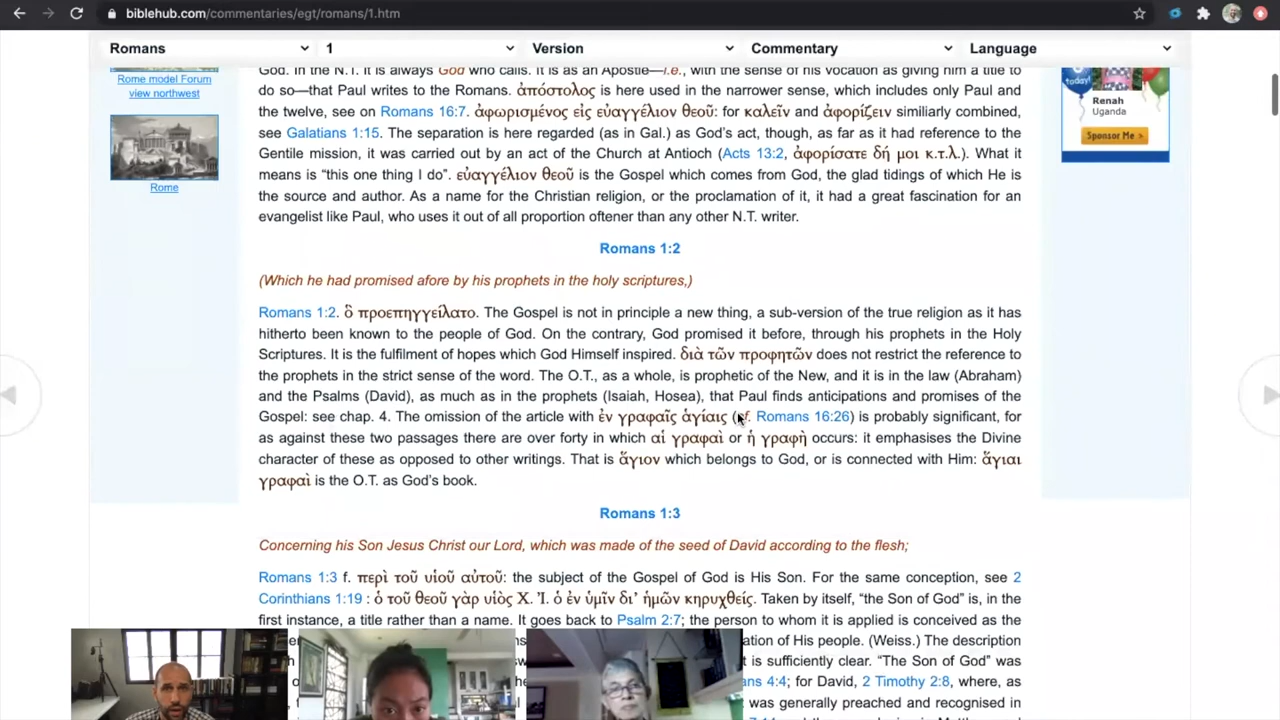 biblehub.com/commentaries/egt/romans/1.htm
Romans 1 Version Commentary Language
Rome model Forum
view northwest
Rome
today!
Renah
Uganda
Sponsor Me >
God. In the N.T. it is always God who calls. It is as an Apostle—i.e., with the sense of his vocation as giving him a title to
do so—that Paul writes to the Romans. ἀπόστολος is here used in the narrower sense, which includes only Paul and
the twelve, see on Romans 16:7. ἀφωρισμένος εἰς εὐαγγέλιον θεοῦ: for καλεῖν and ἀφορίζειν similiarly combined,
see Galatians 1:15. The separation is here regarded (as in Gal.) as God’s act, though, as far as it had reference to the
Gentile mission, it was carried out by an act of the Church at Antioch (Acts 13:2, ἀφορίσατε δή μοι κ.τ.λ.). What it
means is “this one thing I do”. εὐαγγέλιον θεοῦ is the Gospel which comes from God, the glad tidings of which He is
the source and author. As a name for the Christian religion, or the proclamation of it, it had a great fascination for an
evangelist like Paul, who uses it out of all proportion oftener than any other N.T. writer.
Romans 1:2
(Which he had promised afore by his prophets in the holy scriptures,)
Romans 1:2. ὃ προεπηγγείλατο. The Gospel is not in principle a new thing, a sub-version of the true religion as it has
hitherto been known to the people of God. On the contrary, God promised it before, through his prophets in the Holy
Scriptures. It is the fulfilment of hopes which God Himself inspired. διὰ τῶν προφητῶν does not restrict the reference to
the prophets in the strict sense of the word. The O.T., as a whole, is prophetic of the New, and it is in the law (Abraham)
and the Psalms (David), as much as in the prophets (Isaiah, Hosea), that Paul finds anticipations and promises of the
Gospel: see chap. 4. The omission of the article with ἐν γραφαῖς ἁγίαις (cf. Romans 16:26) is probably significant, for
as against these two passages there are over forty in which αἱ γραφαὶ or ἡ γραφὴ occurs: it emphasises the Divine
character of these as opposed to other writings. That is ἅγιον which belongs to God, or is connected with Him: ἅγιαι
γραφαὶ is the O.T. as God’s book.
Romans 1:3
Concerning his Son Jesus Christ our Lord, which was made of the seed of David according to the flesh;
Romans 1:3 f. περὶ τοῦ υἱοῦ αὐτοῦ: the subject of the Gospel of God is His Son. For the same conception, see 2
Corinthians 1:19 : ὁ τοῦ θεοῦ γὰρ υἱὸς Χ. Ἰ. ὁ ἐν ὑμῖν δι’ ἡμῶν κηρυχθείς. Taken by itself, “the Son of God” is, in the
first instance, a title rather than a name. It goes back to Psalm 2:7; the person to whom it is applied is conceived as the
ation of His people. (Weiss.) The description
t is sufficiently clear. “The Son of God” was
ans 4:4; for David, 2 Timothy 2:8, where, as
was generally preached and recognised in